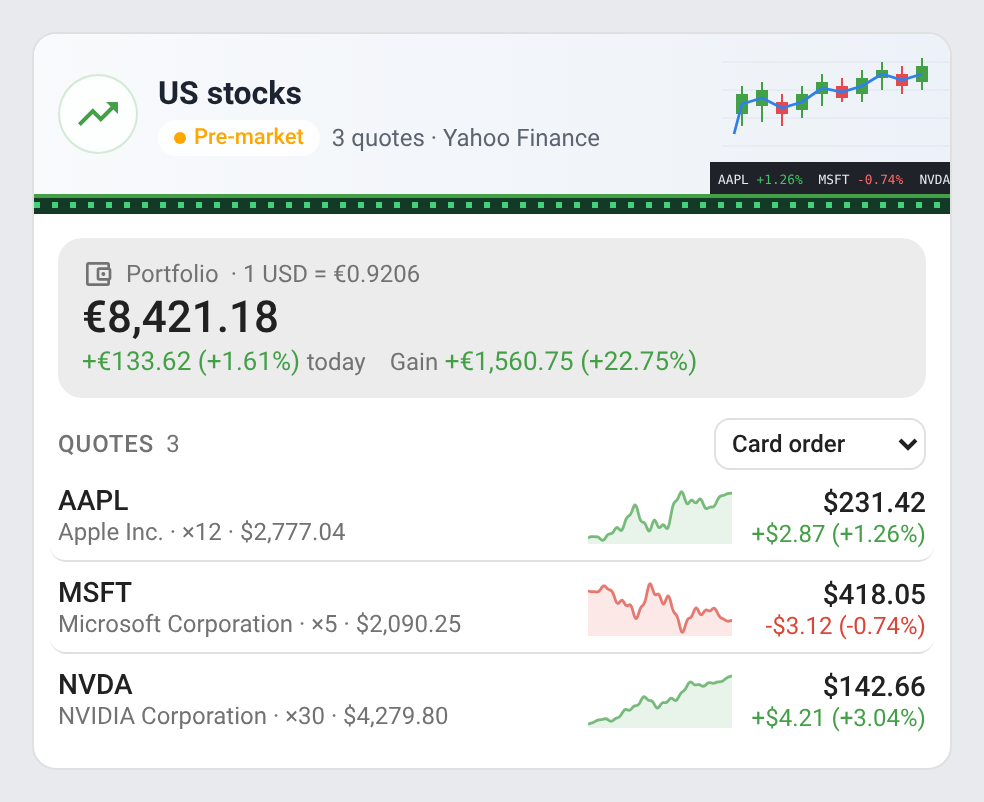 US stocks
Pre-market 3 quotes · Yahoo Finance
AAPL +1.26% MSFT -0.74% NVDA
Portfolio · 1 USD = €0.9206
€8,421.18
+€133.62 (+1.61%) today Gain +€1,560.75 (+22.75%)
QUOTES 3
Card order
AAPL
$231.42
Apple Inc. · ×12 · $2,777.04
+$2.87 (+1.26%)
MSFT
$418.05
Microsoft Corporation · ×5 · $2,090.25
-$3.12 (-0.74%)
NVDA
$142.66
NVIDIA Corporation · ×30 · $4,279.80
+$4.21 (+3.04%)